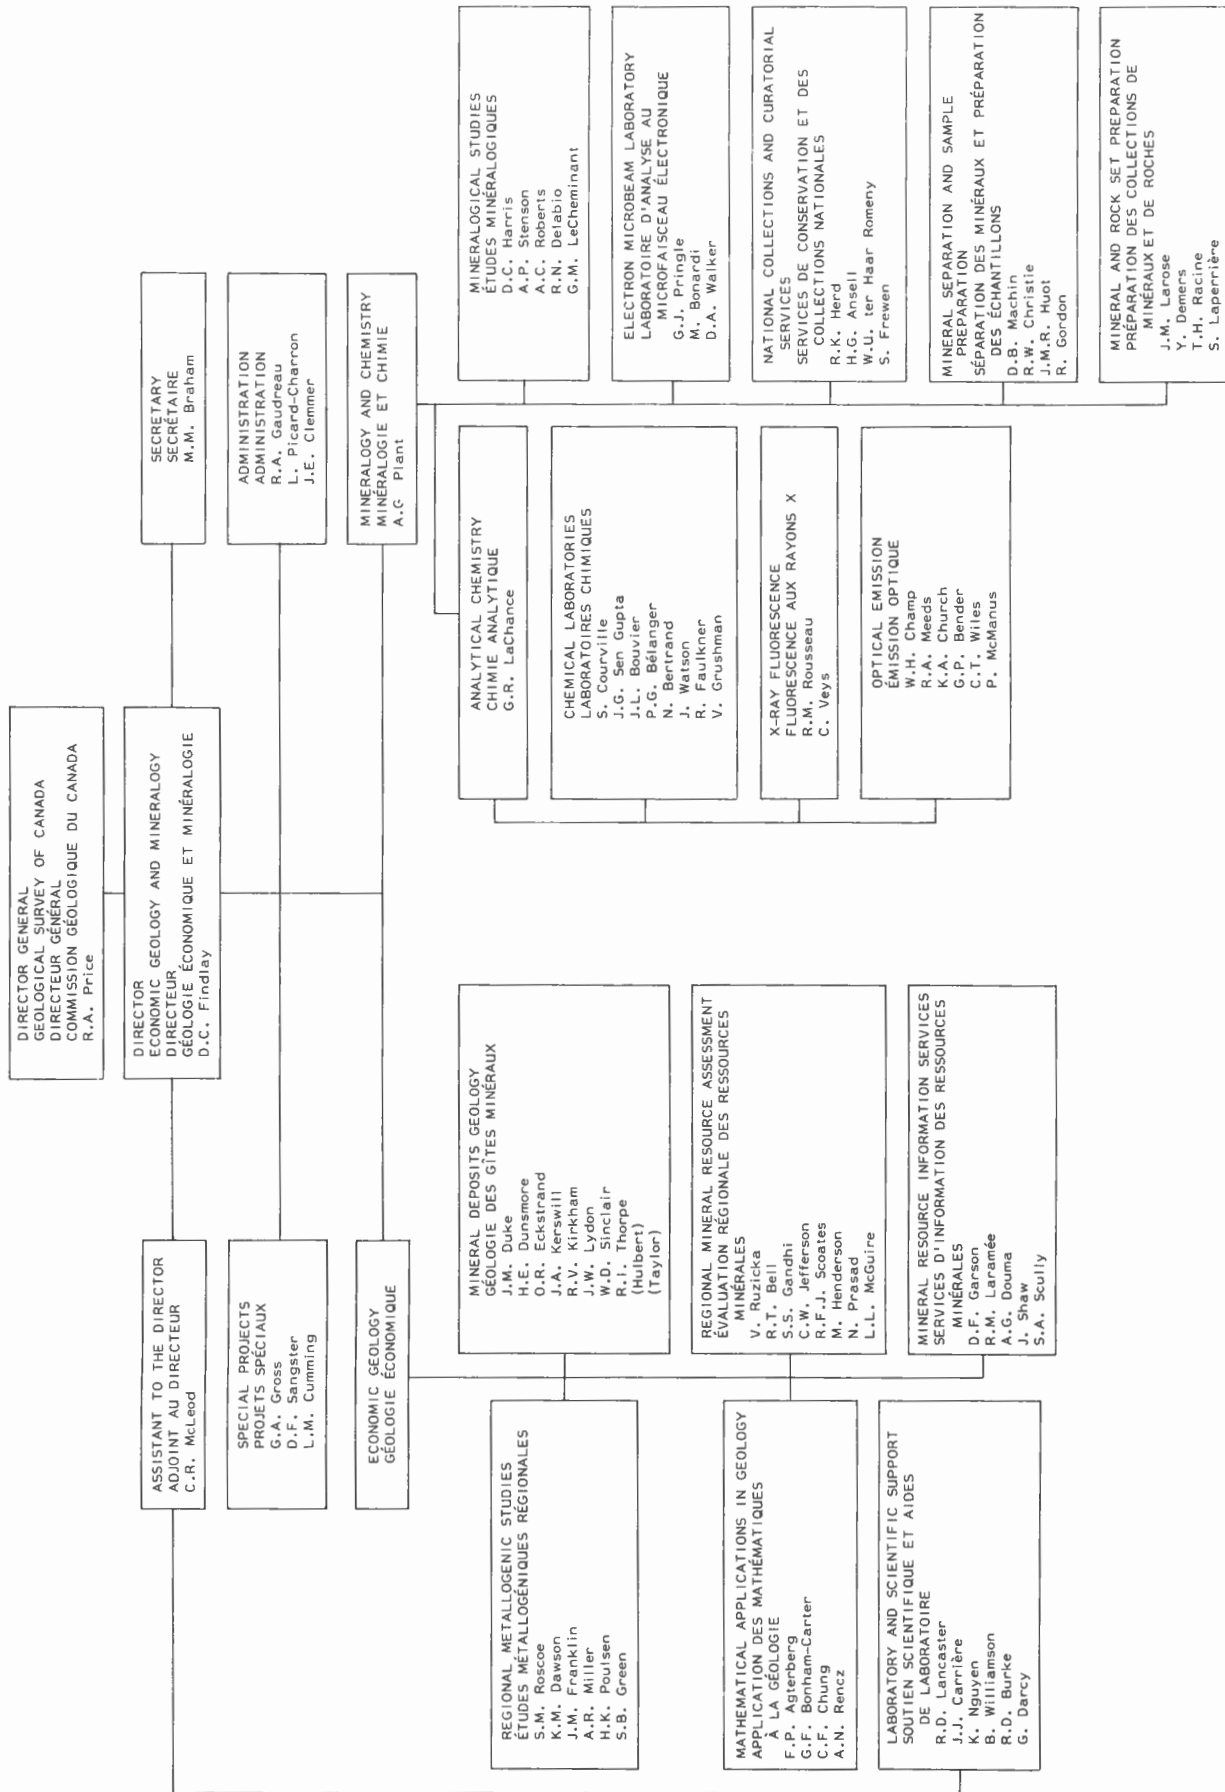 DIRECTOR GENERAL
GEOLOGICAL SURVEY OF CANADA
DIRECTEUR GÉNÉRAL
COMMISSION GÉOLOGIQUE DU CANADA
R.A. Price
DIRECTOR
ECONOMIC GEOLOGY AND MINERALOGY
DIRECTEUR
GÉOLOGIE ÉCONOMIQUE ET MINÉRALOGIE
D.C. Findlay
ASSISTANT TO THE DIRECTOR
ADJOINT AU DIRECTEUR
C.R. McLeod
SECRETARY
SECRÉTAIRE
M.M. Braham
SPECIAL PROJECTS
PROJETS SPÉCIAUX
G.A. Gross
D.F. Sangster
L.M. Cumming
ADMINISTRATION
ADMINISTRATION
R.A. Gaudreau
L. Picard-Charron
J.E. Clemmer
ECONOMIC GEOLOGY
GÉOLOGIE ÉCONOMIQUE
MINERALOGY AND CHEMISTRY
MINÉRALOGIE ET CHIMIE
A.G Plant
REGIONAL METALLOGENIC STUDIES
ÉTUDES MÉTALLOGÉNIQUES RÉGIONALES
S.M. Roscoe
K.M. Dawson
J.M. Franklin
A.R. Miller
H.K. Poulsen
S.B. Green
MATHEMATICAL APPLICATIONS IN GEOLOGY
APPLICATION DES MATHÉMATIQUES
À LA GÉOLOGIE
F.P. Agterberg
G.F. Bonham-Carter
C.F. Chung
A.N. Rencz
LABORATORY AND SCIENTIFIC SUPPORT
SOUTIEN SCIENTIFIQUE ET AIDES
DE LABORATOIRE
R.D. Lancaster
J.J. Carrière
K. Nguyen
B. Williamson
R.D. Burke
G. Darcy
MINERAL DEPOSITS GEOLOGY
GÉOLOGIE DES GÎTES MINÉRAUX
J.M. Duke
H.E. Dunsmore
O.R. Eckstrand
J.A. Kerswill
R.V. Kirkham
J.W. Lydon
W.D. Sinclair
R.I. Thorpe
(Hulbert)
(Taylor)
REGIONAL MINERAL RESOURCE ASSESSMENT
ÉVALUATION RÉGIONALE DES RESSOURCES
MINÉRALES
V. Ruzicka
R.T. Bell
S.S. Gandhi
C.W. Jefferson
R.F.J. Scoates
M. Henderson
N. Prasad
L.L. McGuire
MINERAL RESOURCE INFORMATION SERVICES
SERVICES D'INFORMATION DES RESSOURCES
MINÉRALES
D.F. Garson
R.M. Laramée
A.G. Douma
J. Shaw
S.A. Scully
ANALYTICAL CHEMISTRY
CHIMIE ANALYTIQUE
G.R. LaChance
CHEMICAL LABORATORIES
LABORATOIRES CHIMIQUES
S. Courville
J.G. Sen Gupta
J.L. Bouvier
P.G. Bélanger
N. Bertrand
J. Watson
R. Faulkner
V. Grushman
X-RAY FLUORESCENCE
FLUORESCENCE AUX RAYONS X
R.M. Rousseau
C. Veys
OPTICAL EMISSION
ÉMISSION OPTIQUE
W.H. Champ
R.A. Meeds
K.A. Church
G.P. Bender
C.T. Wiles
P. McManus
MINERALOGICAL STUDIES
ÉTUDES MINÉRALOGIQUES
D.C. Harris
A.P. Stenson
A.C. Roberts
R.N. Delabio
G.M. LeCheminant
ELECTRON MICROBEAM LABORATORY
LABORATOIRE D'ANALYSE AU
MICROFAISCEAU ÉLECTRONIQUE
G.J. Pringle
M. Bonardi
D.A. Walker
NATIONAL COLLECTIONS AND CURATORIAL
SERVICES
SERVICES DE CONSERVATION ET DES
COLLECTIONS NATIONALES
R.K. Herd
H.G. Ansell
W.U. ter Haar Romeny
S. Frewen
MINERAL SEPARATION AND SAMPLE
PREPARATION
SÉPARATION DES MINÉRAUX ET PRÉPARATION
DES ÉCHANTILLONS
D.B. Machin
R.W. Christie
J.M.R. Huot
R. Gordon
MINERAL AND ROCK SET PREPARATION
PRÉPARATION DES COLLECTIONS DE
MINÉRAUX ET DE ROCHES
J.M. Larose
Y. Demers
T.H. Racine
S. Laperrière